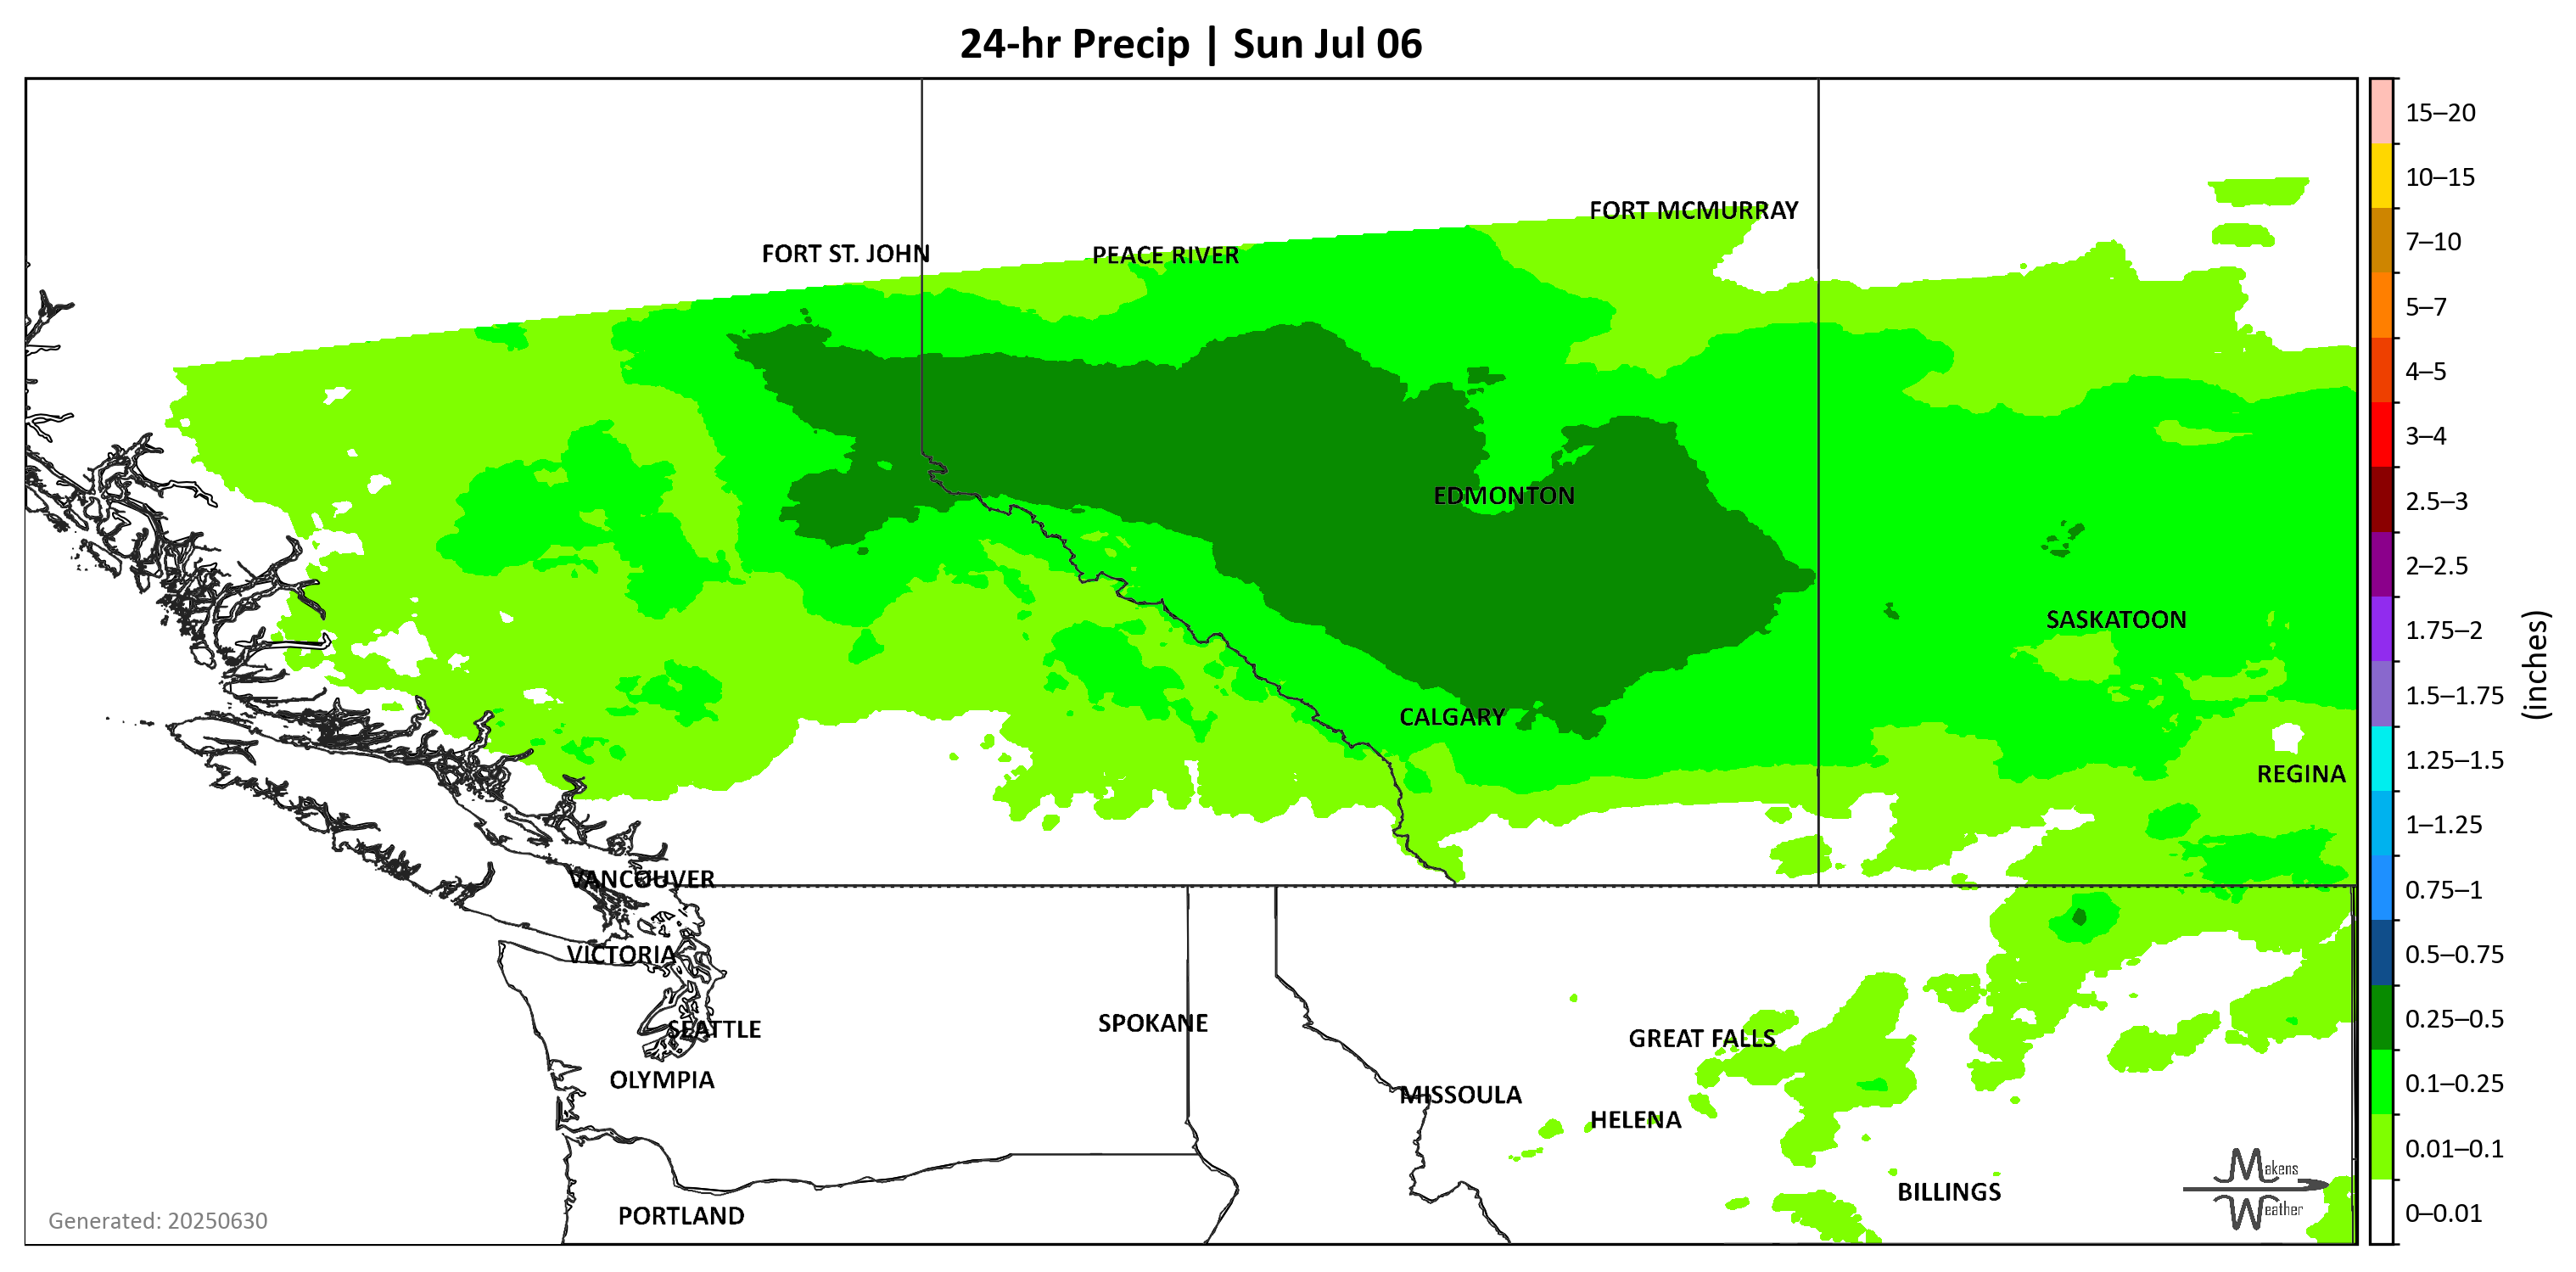 24-hr Precip | Sun Jul 06
FORT MCMURRAY
FORT ST. JOHN
PEACE RIVER
EDMONTON
SASKATOON
CALGARY
REGINA
VANCOUVER
VICTORIA
SPOKANE
SEATTLE
GREAT FALLS
OLYMPIA
MISSOULA
HELENA
BILLINGS
PORTLAND
Makens
Weather
Generated: 20250630
15–20
10–15
7–10
5–7
4–5
3–4
2.5–3
2–2.5
1.75–2
1.5–1.75
1.25–1.5
1–1.25
0.75–1
0.5–0.75
0.25–0.5
0.1–0.25
0.01–0.1
0–0.01
(inches)